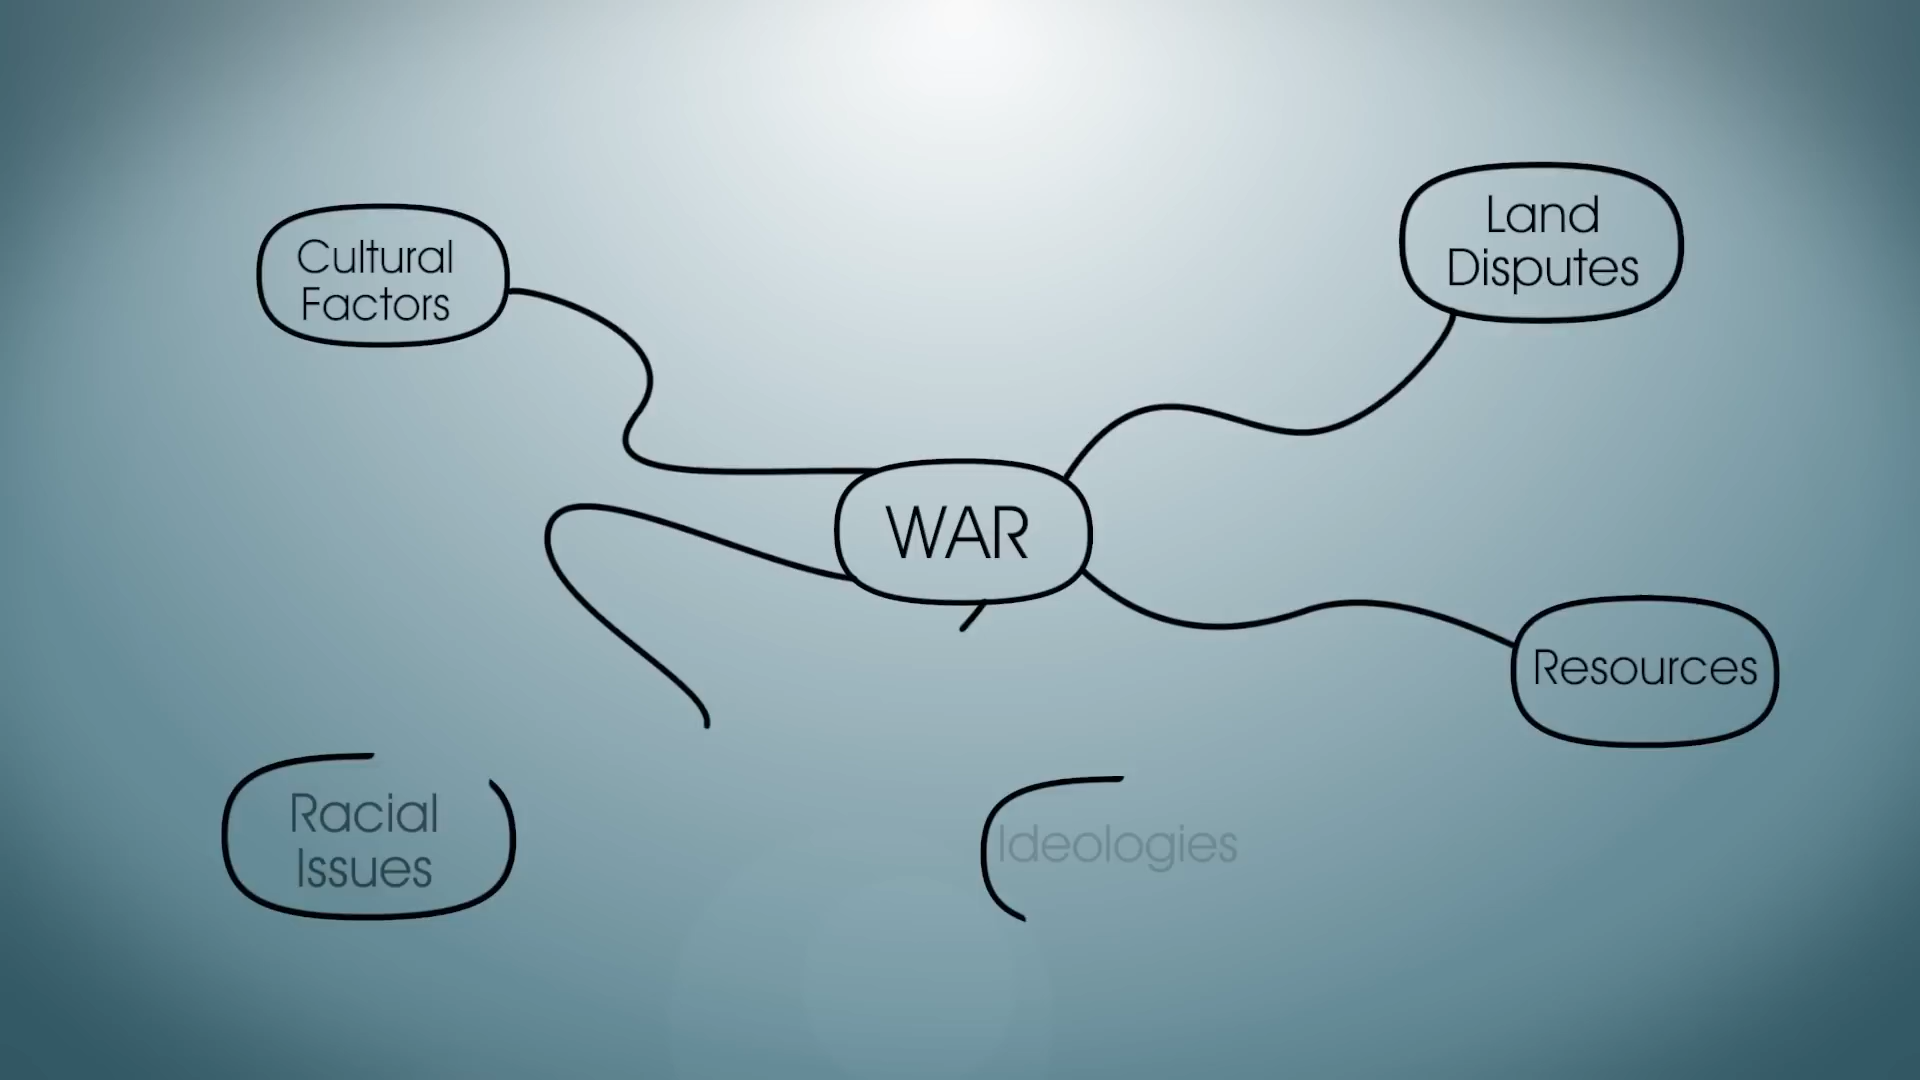 Cultural
Factors
Land
Disputes
WAR
Resources
Racial
Issues
Ideologies